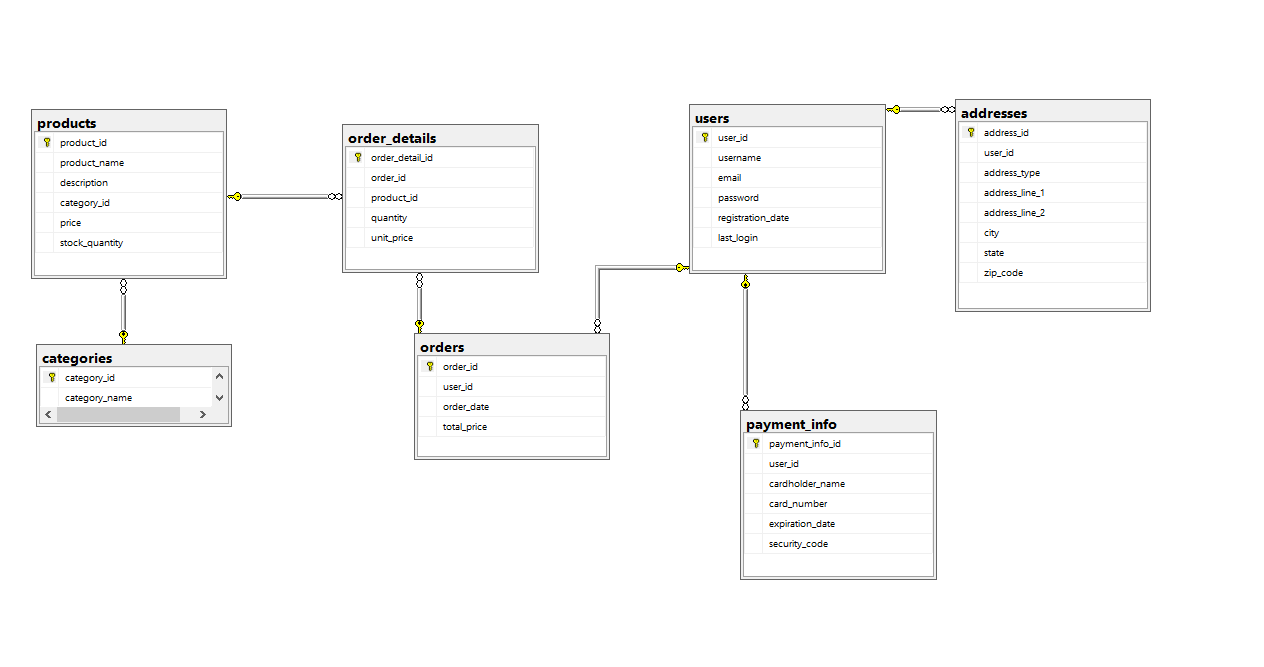 products
product_id
product_name
description
category_id
price
stock_quantity
order_details
order_detail_id
order_id
product_id
quantity
unit_price
users
user_id
username
email
password
registration_date
last_login
addresses
address_id
user_id
address_type
address_line_1
address_line_2
city
state
zip_code
categories
category_id
category_name
orders
order_id
user_id
order_date
total_price
payment_info
payment_info_id
user_id
cardholder_name
card_number
expiration_date
security_code